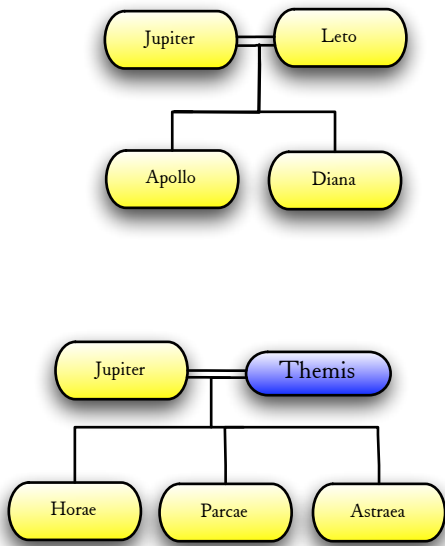 Jupiter
Leto
Apollo
Diana
Jupiter
Themis
Horae
Parcae
Astraea